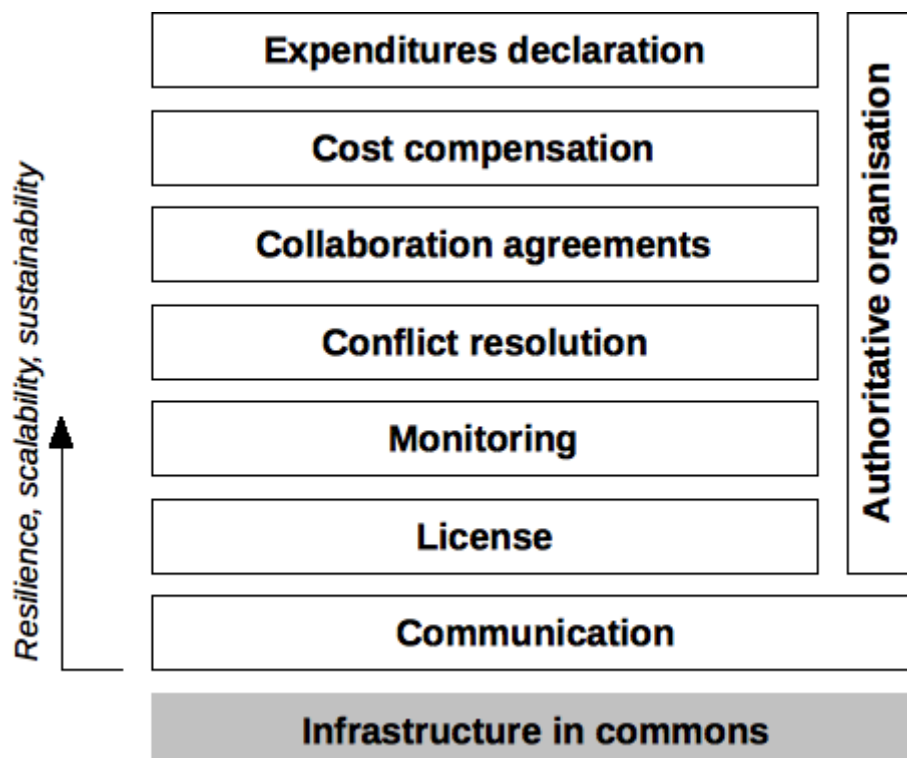 Expenditures declaration
Cost compensation
Collaboration agreements
Conflict resolution
Monitoring
License
Communication
Infrastructure in commons
Authoritative organisation
Resilience, scalability, sustainability